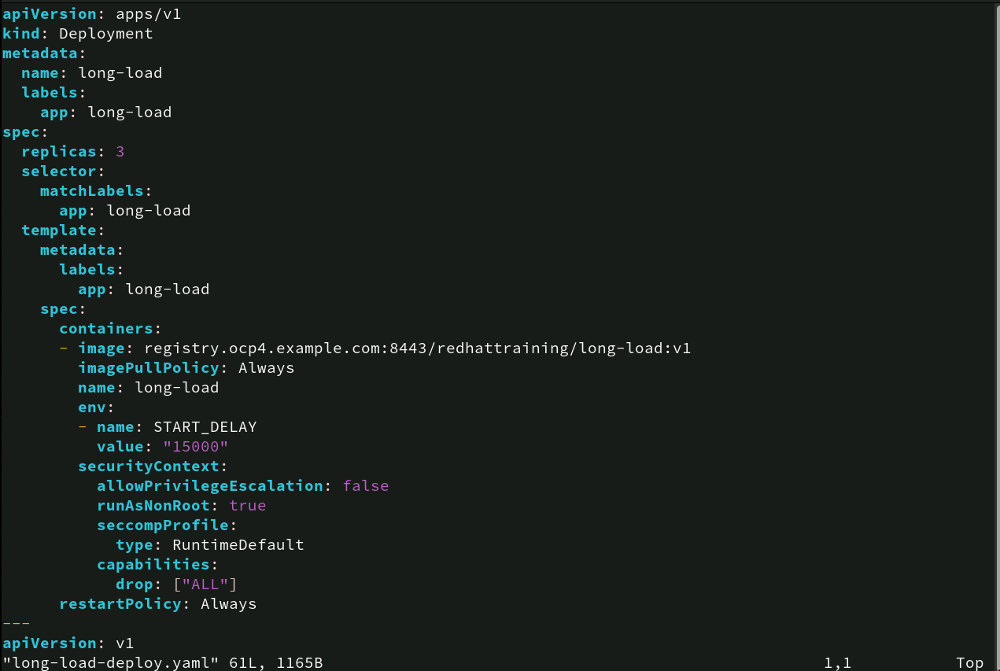 apiVersion: apps/v1
kind: Deployment
metadata:
  name: long-load
  labels:
    app: long-load
spec:
  replicas: 3
  selector:
    matchLabels:
      app: long-load
  template:
    metadata:
      labels:
        app: long-load
    spec:
      containers:
      - image: registry.ocp4.example.com:8443/redhattraining/long-load:v1
        imagePullPolicy: Always
        name: long-load
        env:
        - name: START_DELAY
          value: "15000"
        securityContext:
          allowPrivilegeEscalation: false
          runAsNonRoot: true
          seccompProfile:
            type: RuntimeDefault
          capabilities:
            drop: ["ALL"]
      restartPolicy: Always
---
apiVersion: v1
"long-load-deploy.yaml" 61L, 1165B 1,1 Top